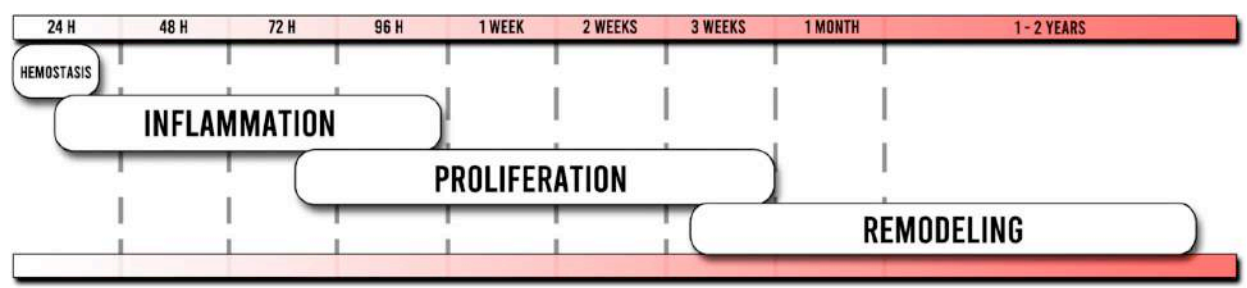 24 H 48 H 72 H 96 H 1 WEEK 2 WEEKS 3 WEEKS 1 MONTH 1 - 2 YEARS
HEMOSTASIS
INFLAMMATION
PROLIFERATION
REMODELING